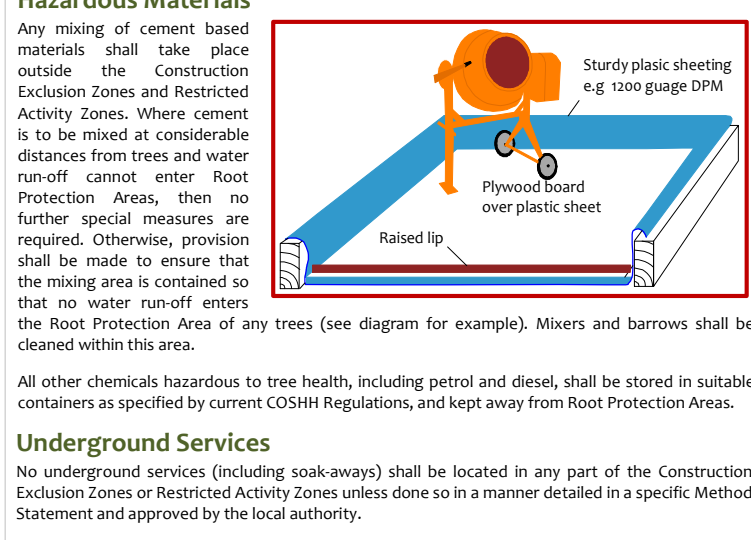 Hazardous Materials
Any mixing of cement based
materials shall take place
outside the Construction
Exclusion Zones and Restricted
Activity Zones. Where cement
is to be mixed at considerable
distances from trees and water
run-off cannot enter Root
Protection Areas, then no
further special measures are
required. Otherwise, provision
shall be made to ensure that
the mixing area is contained so
that no water run-off enters
the Root Protection Area of any trees (see diagram for example). Mixers and barrows shall be
cleaned within this area.
Sturdy plasic sheeting
e.g 1200 guage DPM
Plywood board
over plastic sheet
Raised lip
All other chemicals hazardous to tree health, including petrol and diesel, shall be stored in suitable
containers as specified by current COSHH Regulations, and kept away from Root Protection Areas.
Underground Services
No underground services (including soak-aways) shall be located in any part of the Construction
Exclusion Zones or Restricted Activity Zones unless done so in a manner detailed in a specific Method
Statement and approved by the local authority.